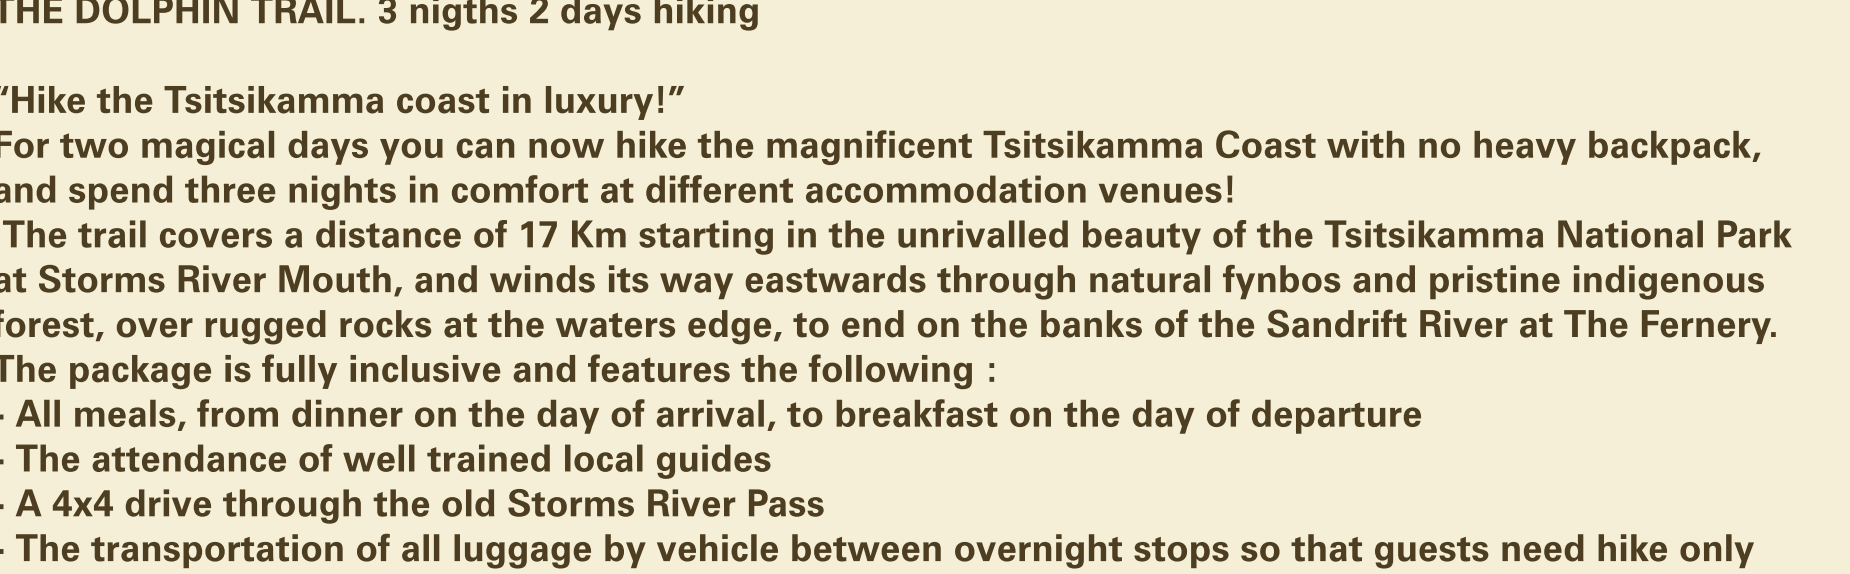 THE DOLPHIN TRAIL. 3 nigths 2 days hiking
“Hike the Tsitsikamma coast in luxury!”
For two magical days you can now hike the magnificent Tsitsikamma Coast with no heavy backpack,
and spend three nights in comfort at different accommodation venues!
The trail covers a distance of 17 Km starting in the unrivalled beauty of the Tsitsikamma National Park
at Storms River Mouth, and winds its way eastwards through natural fynbos and pristine indigenous
forest, over rugged rocks at the waters edge, to end on the banks of the Sandrift River at The Fernery.
The package is fully inclusive and features the following :
- All meals, from dinner on the day of arrival, to breakfast on the day of departure
- The attendance of well trained local guides
- A 4x4 drive through the old Storms River Pass
- The transportation of all luggage by vehicle between overnight stops so that guests need hike only